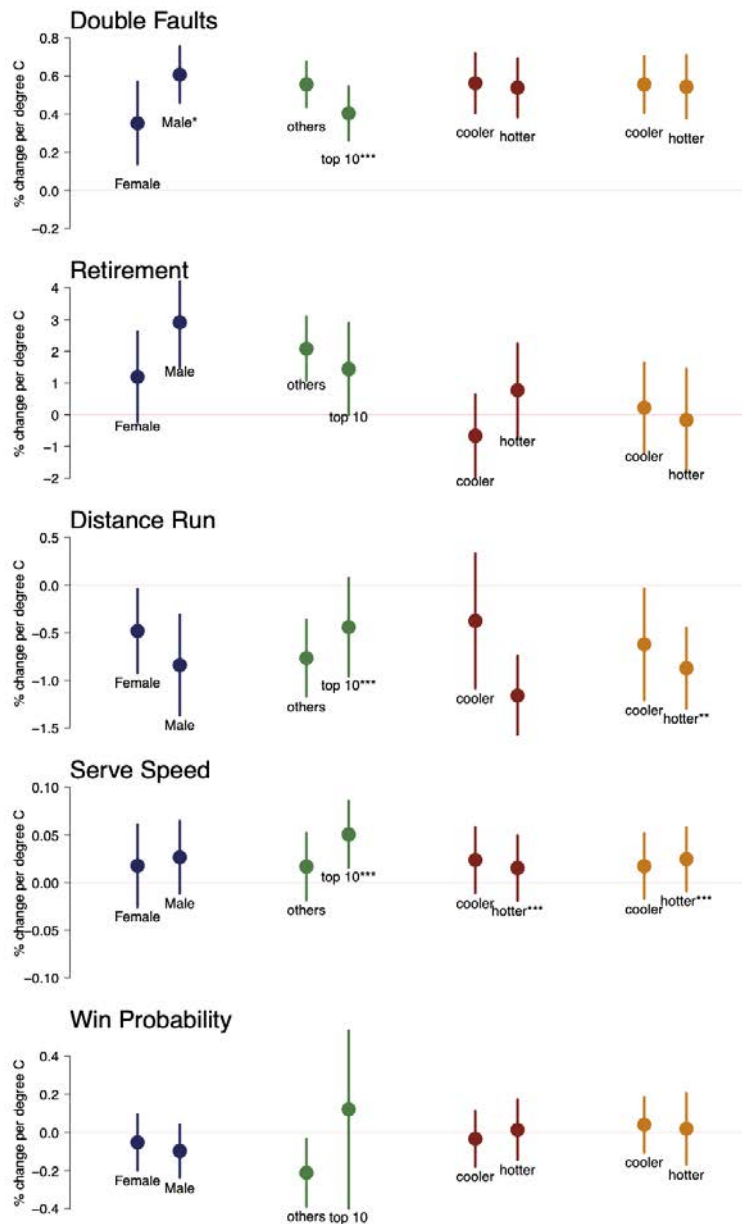 Double Faults
% change per degree C
0.8
0.6
0.4
0.2
0.0
−0.2
Female
Male*
others
top 10***
cooler
hotter
cooler
hotter
Retirement
% change per degree C
4
3
2
1
0
−1
−2
Female
Male
others
top 10
cooler
hotter
cooler
hotter
Distance Run
% change per degree C
0.5
0.0
−0.5
−1.0
−1.5
Female
Male
others
top 10***
cooler
cooler
hotter**
Serve Speed
% change per degree C
0.10
0.05
0.00
−0.05
−0.10
Female
Male
others
top 10***
cooler
hotter***
cooler
hotter***
Win Probability
% change per degree C
0.4
0.2
0.0
−0.2
−0.4
Female
Male
others
top 10
cooler
hotter
cooler
hotter